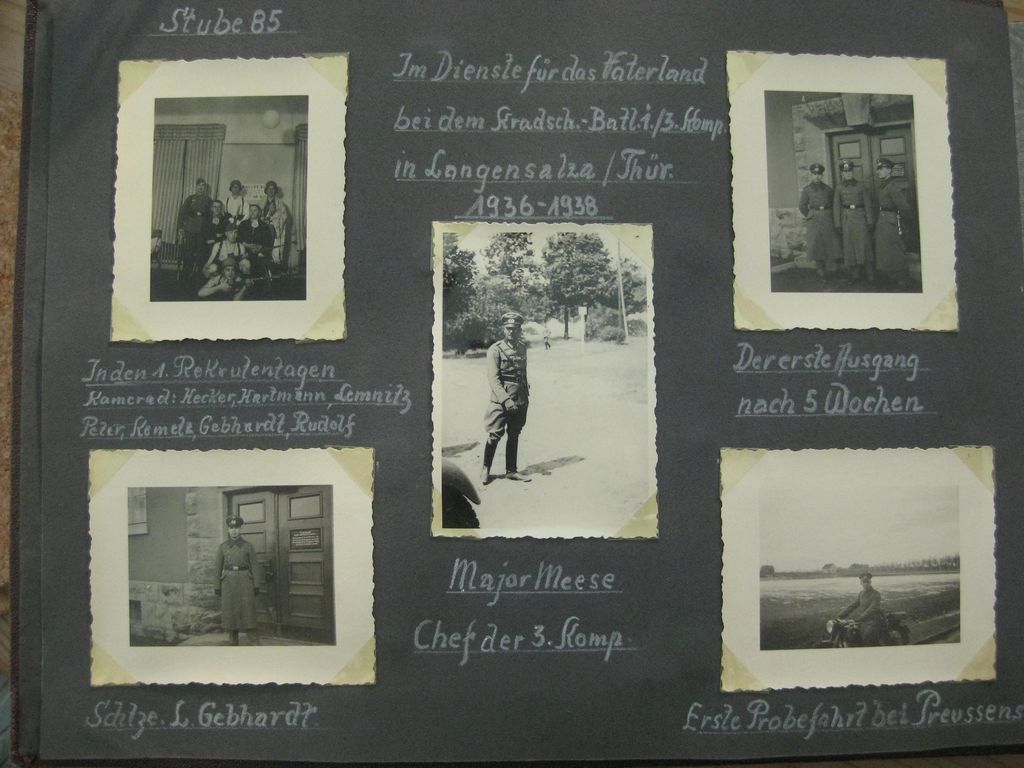 Stube 85
Im Dienste für das Vaterland
bei dem Kradsch.-Batl. 1./3. Komp.
in Langensalza / Thür.
1936-1938
In den 1. Rekrutentagen
Kamerad: Hecker, Hartmann, Lemnitz
Peter, Kometz, Gebhardt, Rudolf
Der erste Ausgang
nach 5 Wochen
Major Meese
Chef der 3. Komp.
Schtze. L. Gebhardt
Erste Probefahrt bei Preussens